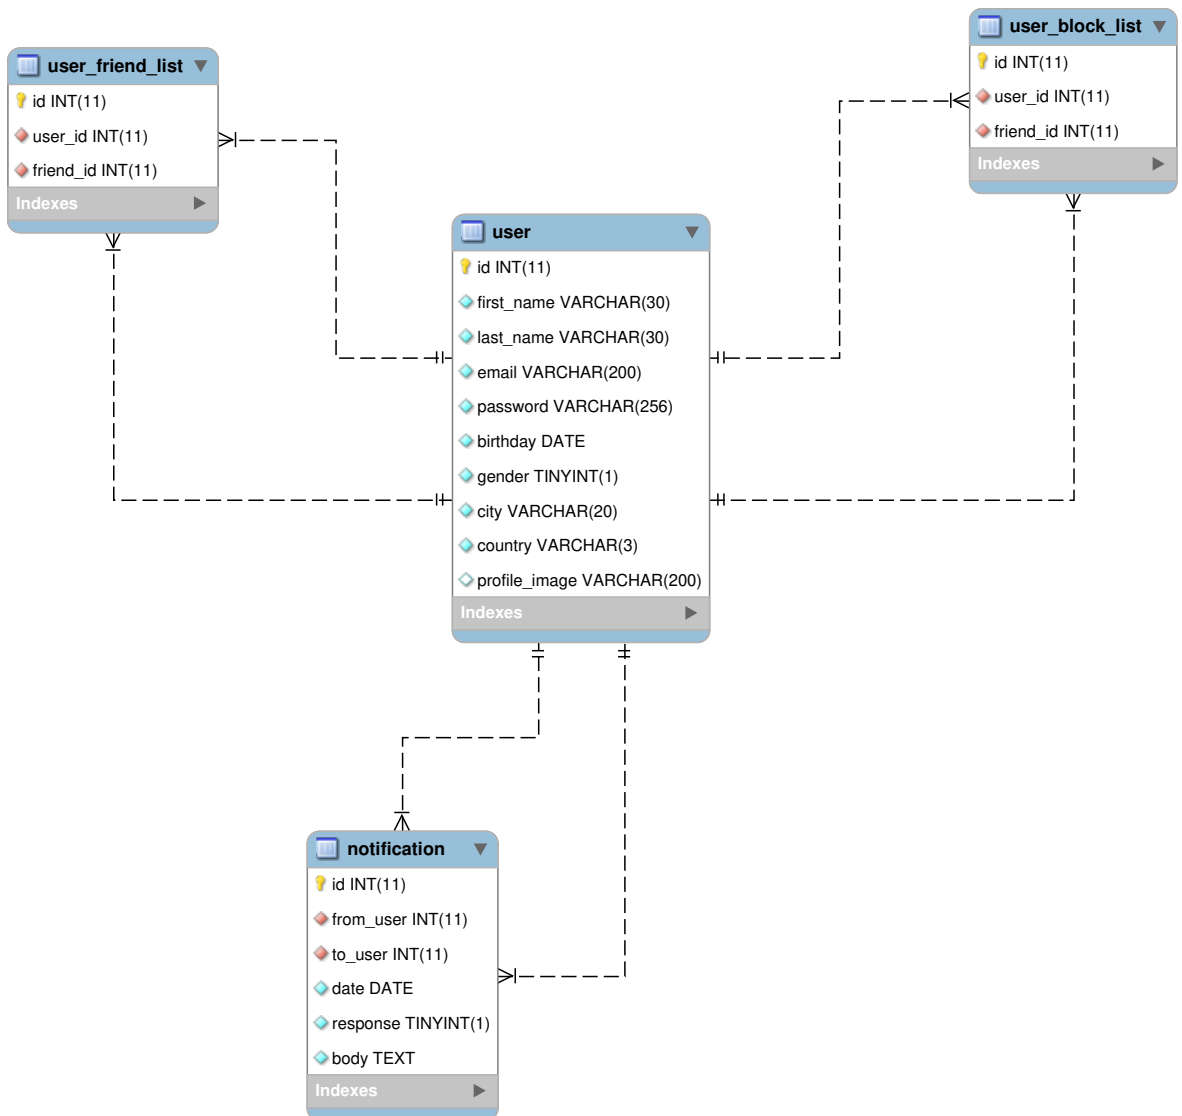 user_friend_list
id INT(11)
user_id INT(11)
friend_id INT(11)
Indexes
user_block_list
id INT(11)
user_id INT(11)
friend_id INT(11)
Indexes
user
id INT(11)
first_name VARCHAR(30)
last_name VARCHAR(30)
email VARCHAR(200)
password VARCHAR(256)
birthday DATE
gender TINYINT(1)
city VARCHAR(20)
country VARCHAR(3)
profile_image VARCHAR(200)
Indexes
notification
id INT(11)
from_user INT(11)
to_user INT(11)
date DATE
response TINYINT(1)
body TEXT
Indexes